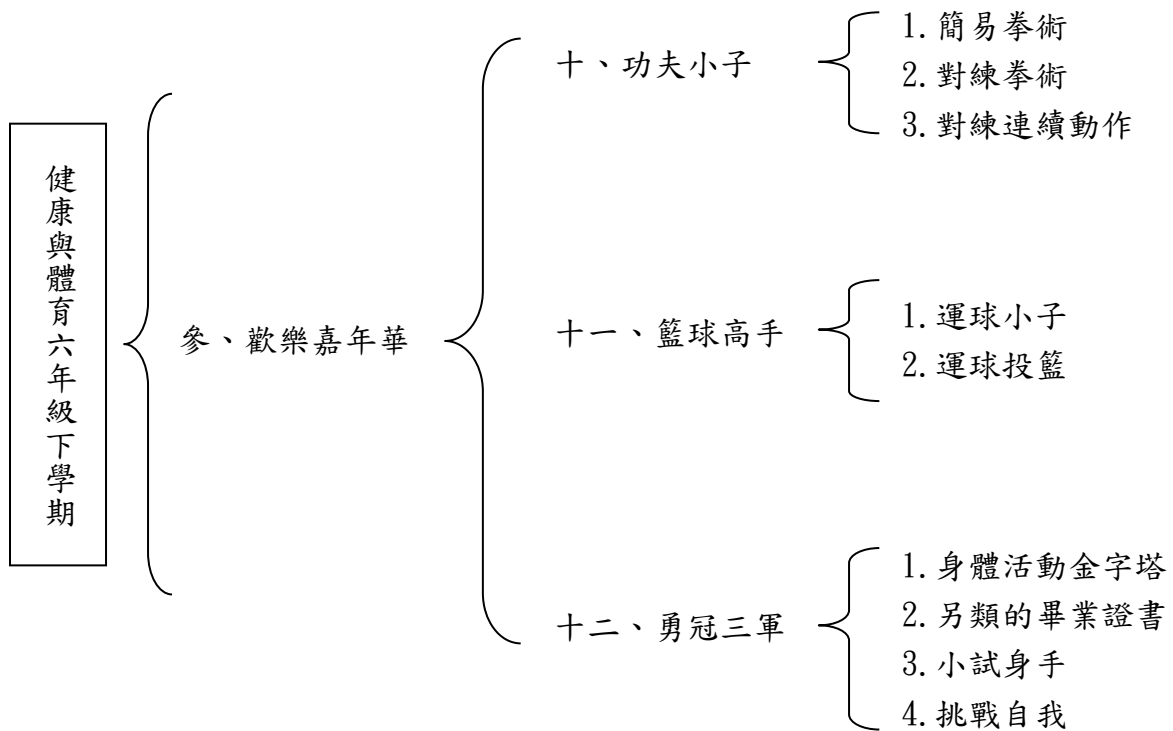 健康與體育六年級下學期
參、歡樂嘉年華
十、功夫小子
1.簡易拳術
2.對練拳術
3.對練連續動作
十一、籃球高手
1.運球小子
2.運球投籃
十二、勇冠三軍
1.身體活動金字塔
2.另類的畢業證書
3.小試身手
4.挑戰自我